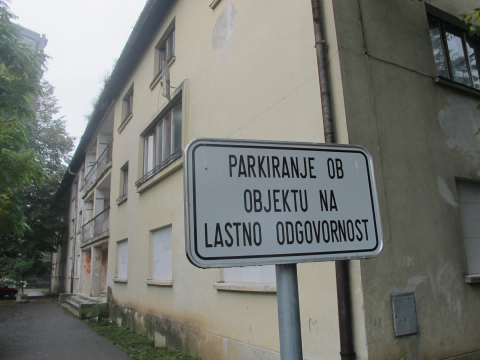 PARKIRANJE OB
OBJEKTU NA
LASTNO ODGOVORNOST